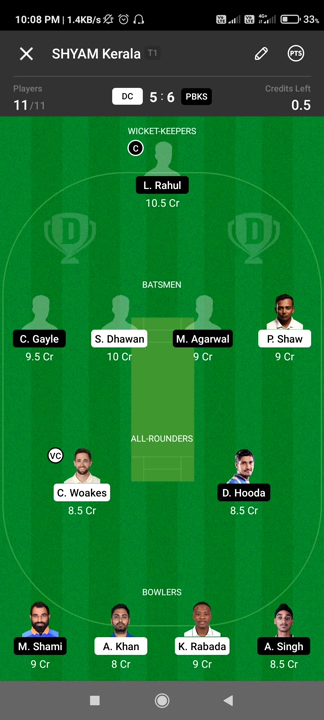 10:08 PM | 1.4KB/s 4G+ 33%
SHYAM Kerala T1 PTS
Players Credits Left
11/11 DC 5 : 6 PBKS 0.5
WICKET-KEEPERS
C
L. Rahul
10.5 Cr
D D
BATSMEN
C. Gayle S. Dhawan M. Agarwal P. Shaw
9.5 Cr 10 Cr 9 Cr 9 Cr
ALL-ROUNDERS
VC
C. Woakes D. Hooda
8.5 Cr 8.5 Cr
BOWLERS
M. Shami A. Khan K. Rabada A. Singh
9 Cr 8 Cr 9 Cr 8.5 Cr